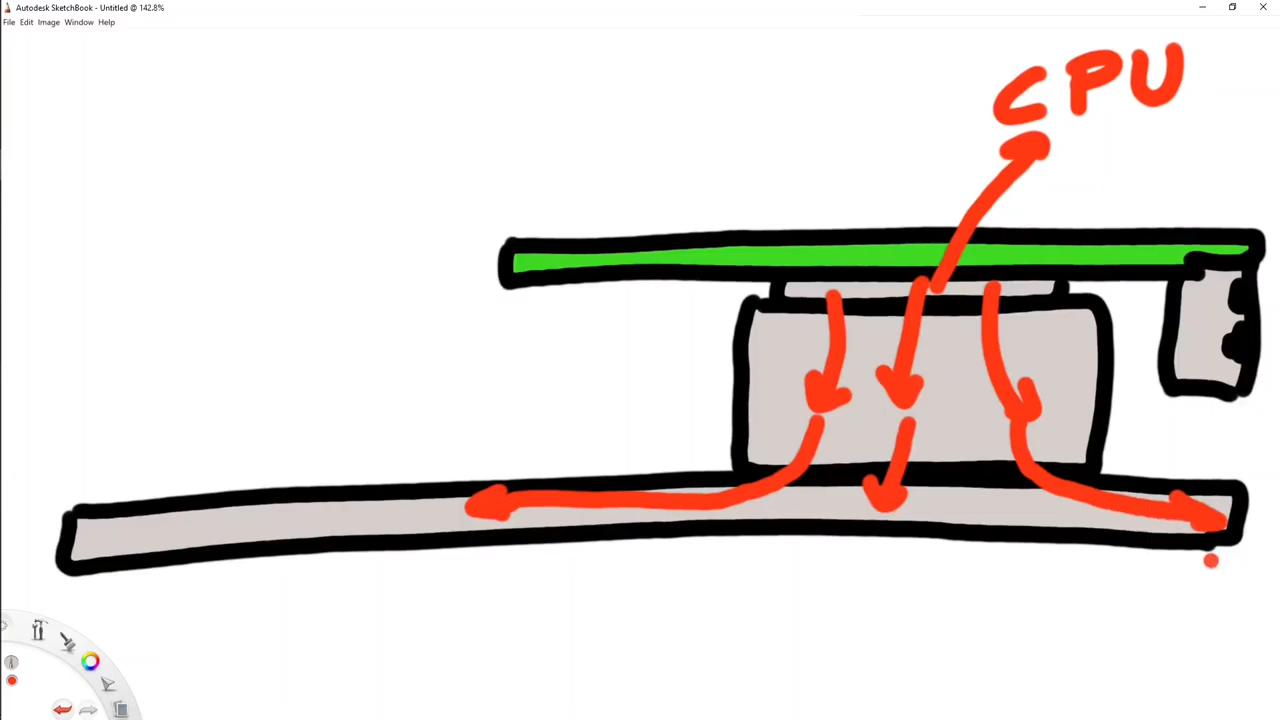 Autodesk SketchBook - Untitled @ 142.8%
File Edit Image Window Help
CPU